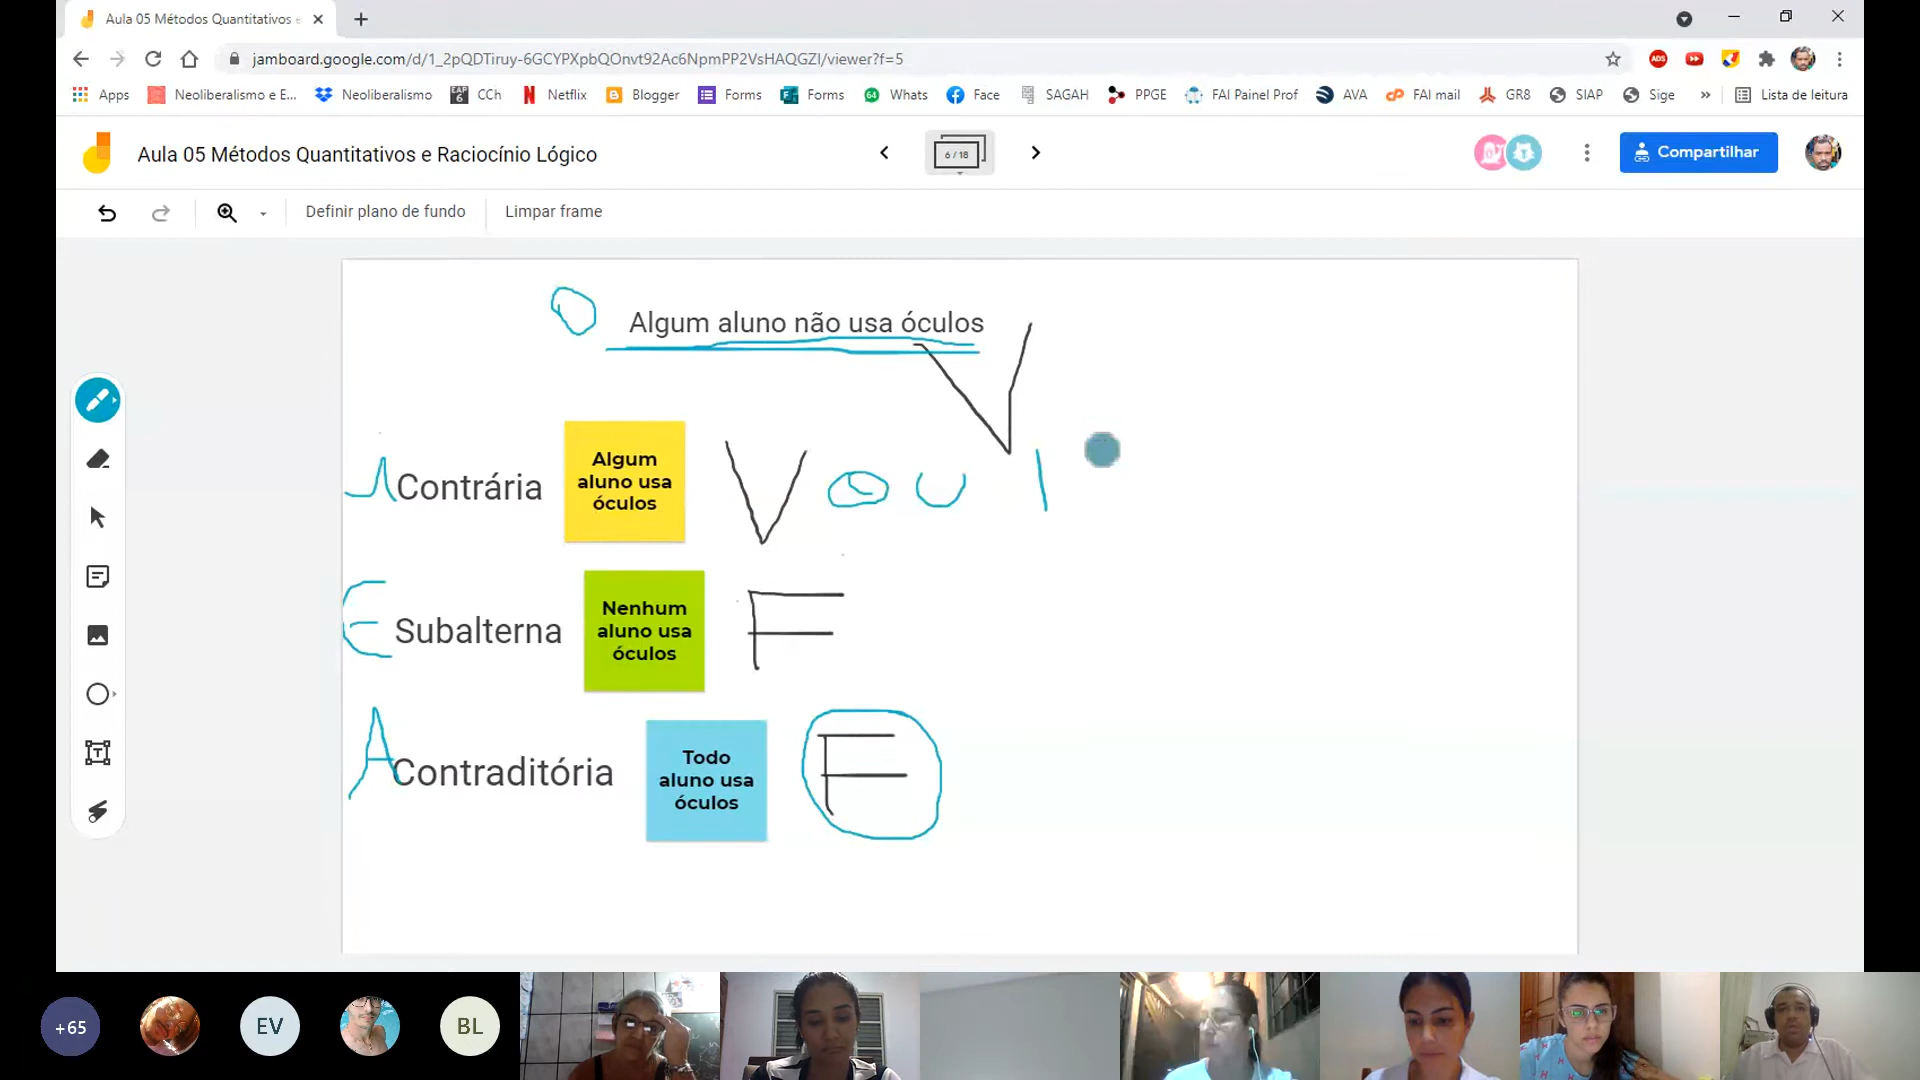 Aula 05 Métodos Quantitativos e
jamboard.google.com/d/1_2pQDTiruy-6GCYPXpbQOnvt92Ac6NpmPP2VsHAQGZI/viewer?f=5
Apps Neoliberalismo e E... Neoliberalismo CCh Netflix Blogger Forms Forms Whats Face SAGAH PPGE FAI Painel Prof AVA FAI mail GR8 SIAP Sige » Lista de leitura
Aula 05 Métodos Quantitativos e Raciocínio Lógico
6 / 18
Compartilhar
Definir plano de fundo Limpar frame
O Algum aluno não usa óculos
V
Contrária
Algum
aluno usa
óculos
V OU
E Subalterna
Nenhum
aluno usa
óculos
F
A Contraditória
Todo
aluno usa
óculos
F
+65 EV BL